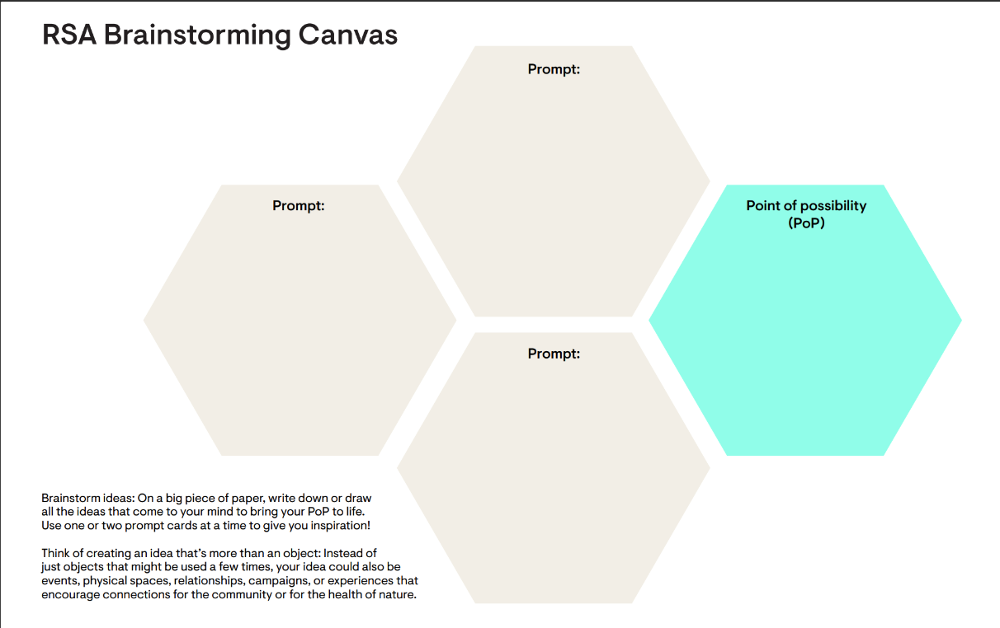 RSA Brainstorming Canvas
Prompt:
Prompt:
Point of possibility
(PoP)
Prompt:
Brainstorm ideas: On a big piece of paper, write down or draw
all the ideas that come to your mind to bring your PoP to life.
Use one or two prompt cards at a time to give you inspiration!
Think of creating an idea that’s more than an object: Instead of
just objects that might be used a few times, your idea could also be
events, physical spaces, relationships, campaigns, or experiences that
encourage connections for the community or for the health of nature.